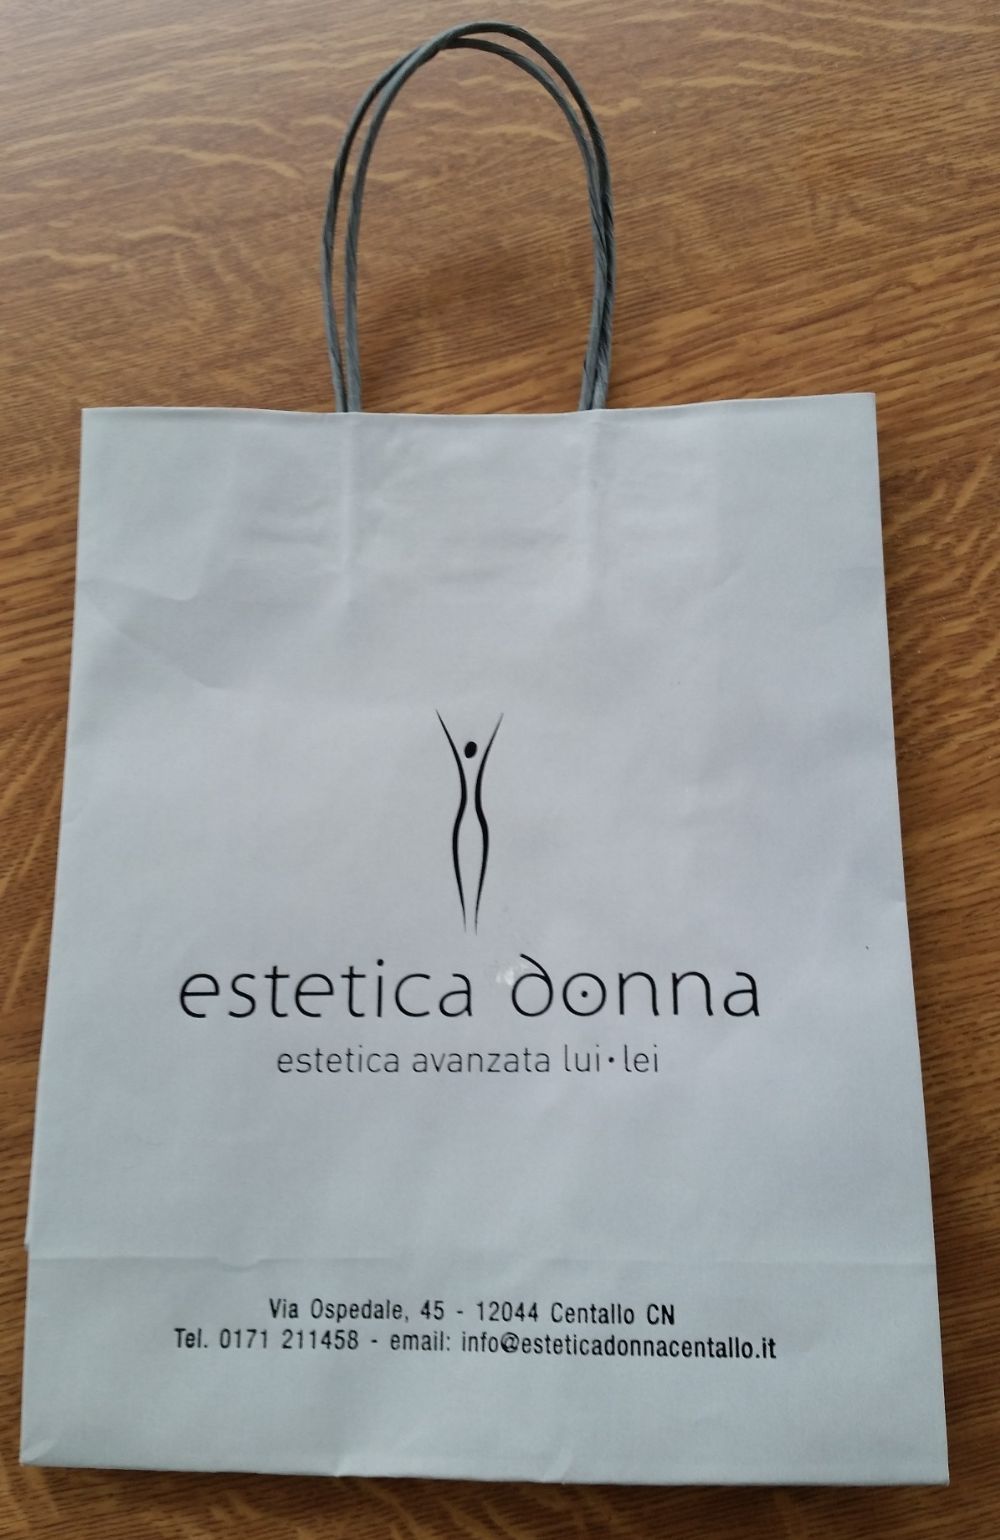 estetica donna
estetica avanzata lui•lei
Via Ospedale, 45 - 12044 Centallo CN
Tel. 0171 211458 - email: info@esteticadonnacentallo.it